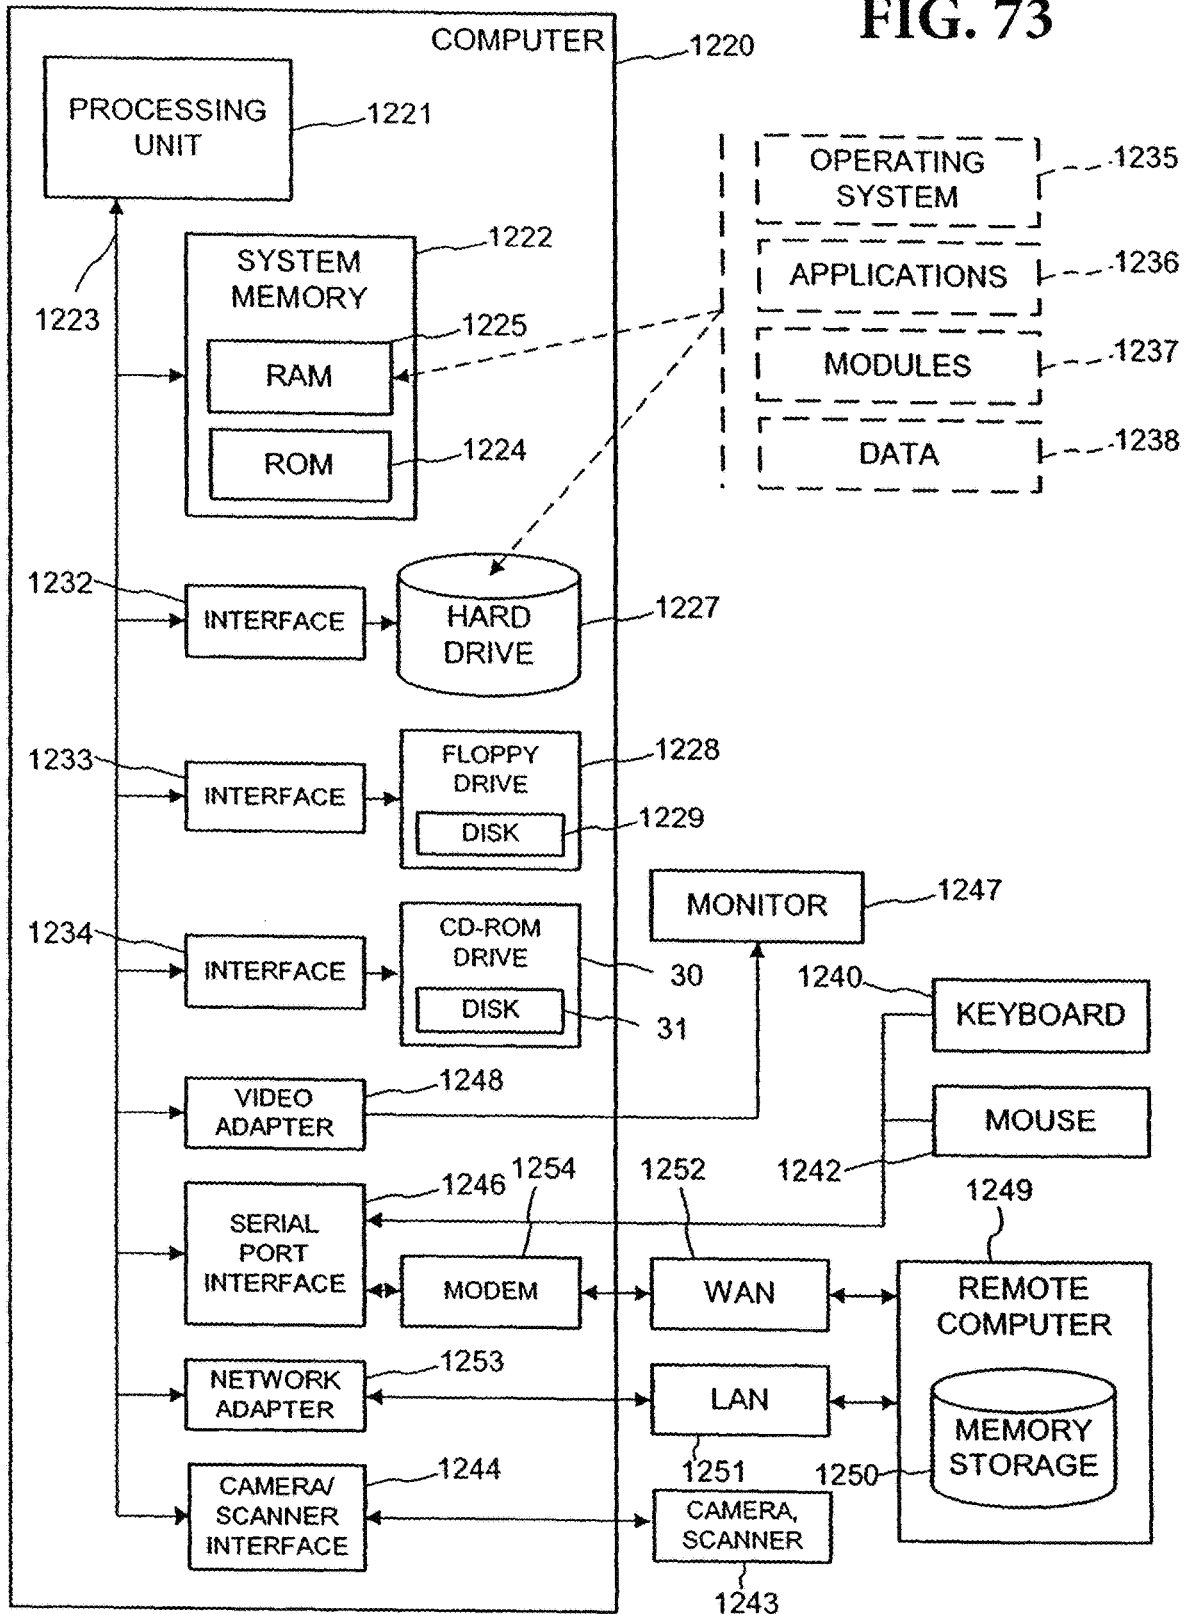 FIG. 73
COMPUTER
1220
PROCESSING
UNIT
1221
1223
SYSTEM
MEMORY
1222
1225
RAM
ROM
1224
OPERATING
SYSTEM
1235
APPLICATIONS
1236
MODULES
1237
DATA
1238
1232
INTERFACE
HARD
DRIVE
1227
1233
INTERFACE
FLOPPY
DRIVE
1228
DISK
1229
1234
INTERFACE
CD-ROM
DRIVE
30
DISK
31
MONITOR
1247
1240
KEYBOARD
MOUSE
1242
VIDEO
ADAPTER
1248
1246
SERIAL
PORT
INTERFACE
1254
MODEM
1252
WAN
1249
REMOTE
COMPUTER
MEMORY
STORAGE
1250
NETWORK
ADAPTER
1253
LAN
1251
CAMERA/
SCANNER
INTERFACE
1244
CAMERA,
SCANNER
1243